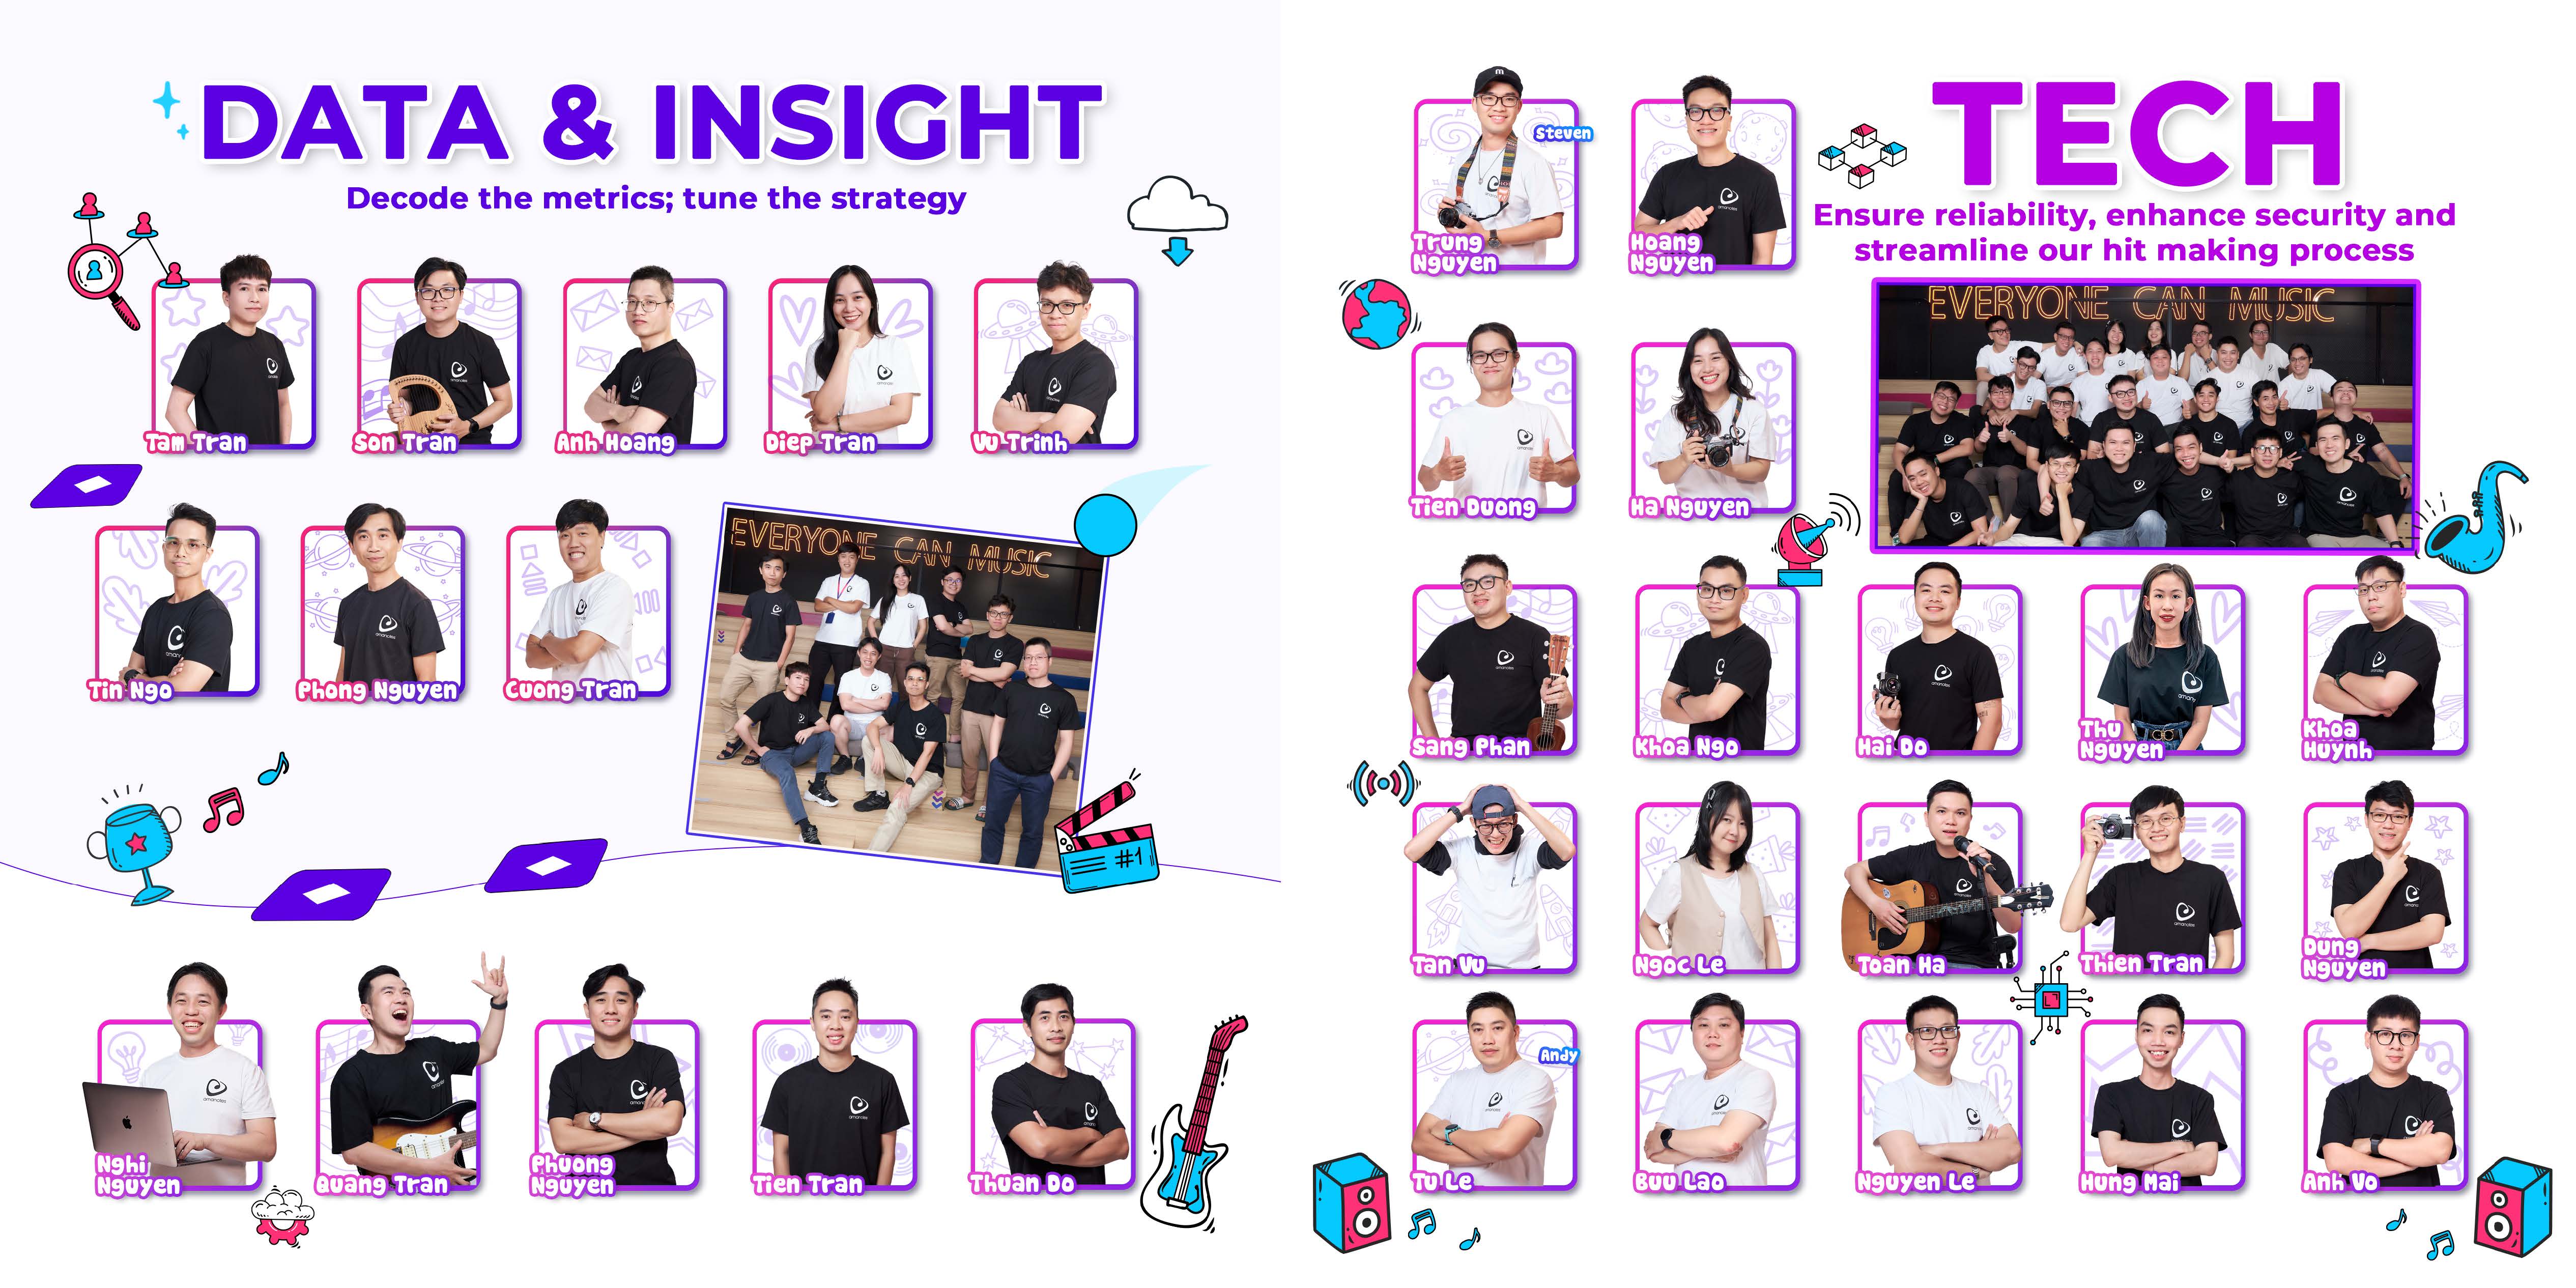 DATA & INSIGHT
Decode the metrics; tune the strategy
Tam Tran
Son Tran
Anh Hoang
Diep Tran
Vu Trinh
Tin Ngo
Phong Nguyen
Cuong Tran
EVERYONE CAN MUSIC
#1
Nghi
Nguyen
Quang Tran
Phuong
Nguyen
Tien Tran
Thuan Do
TECH
Ensure reliability, enhance security and
streamline our hit making process
Steven
Trung
Nguyen
Hoang
Nguyen
EVERYONE CAN MUSIC
Tien Duong
Ha Nguyen
Sang Phan
Khoa Ngo
Hai Do
Thu
Nguyen
Khoa
Huynh
Tan Vu
Ngoc Le
Toan Ha
Thien Tran
Dung
Nguyen
Andy
Tu Le
Buu Lao
Nguyen Le
Hung Mai
Anh Vo